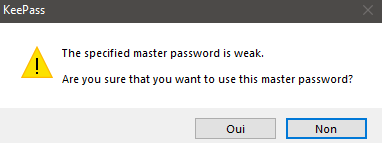 KeePass
The specified master password is weak.
Are you sure that you want to use this master password?
Oui
Non